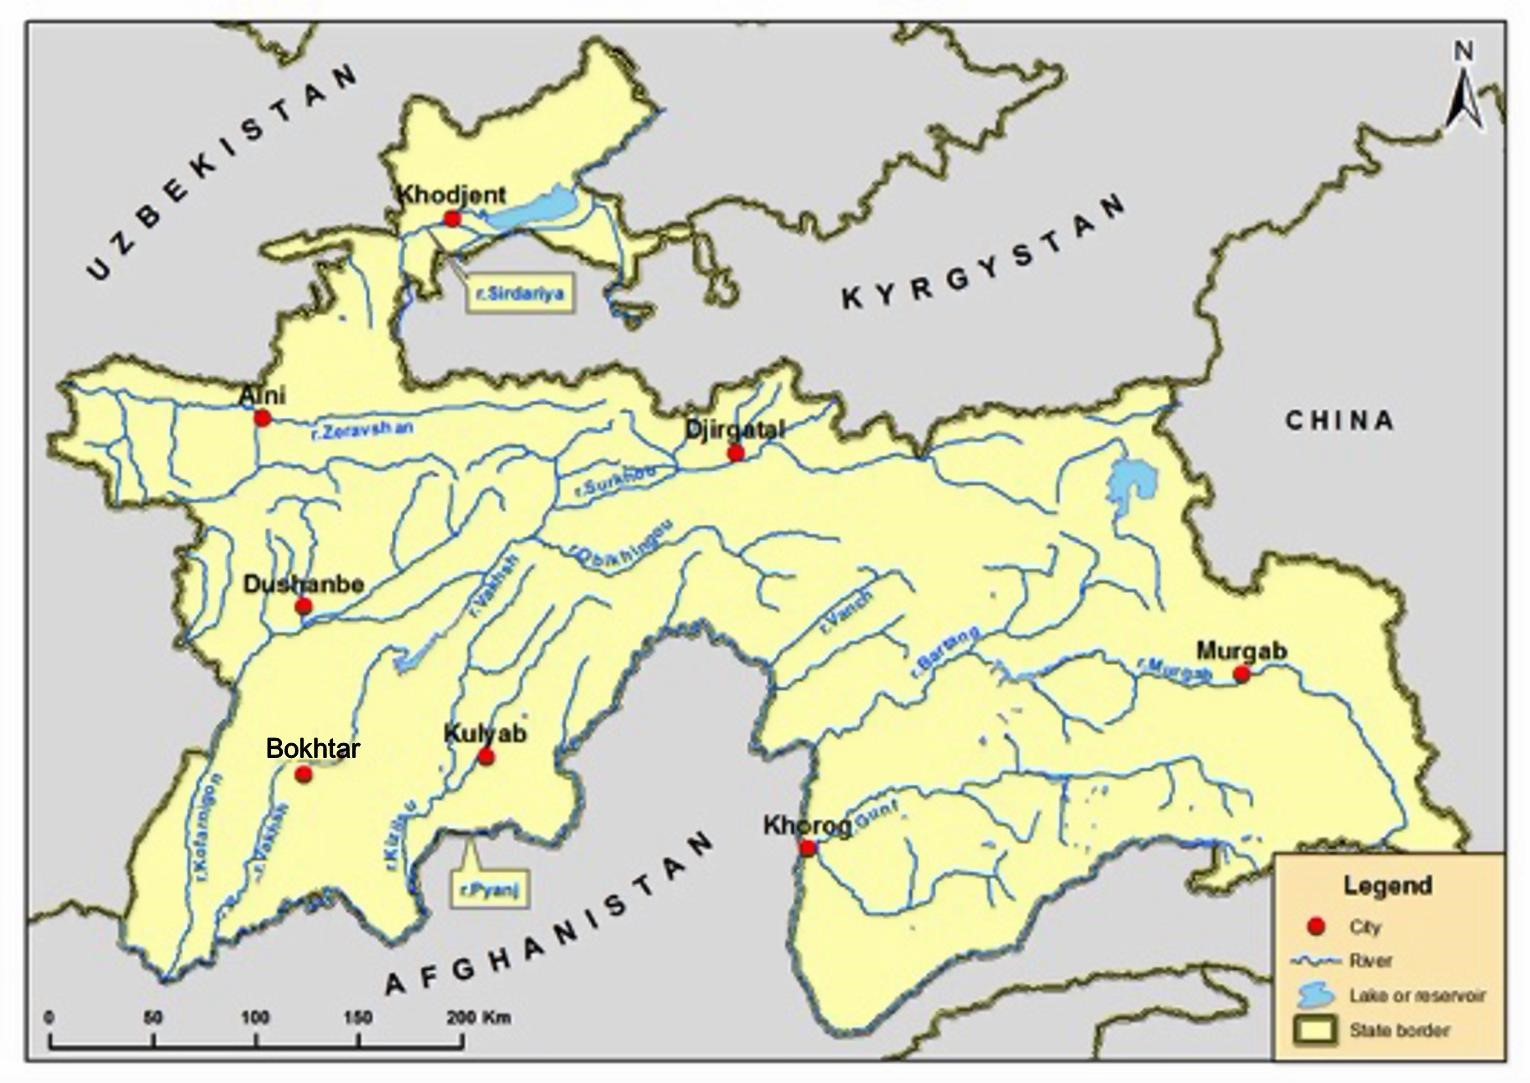 N
UZBEKISTAN
Khodjent
KYRGYSTAN
r.Sirdariya
Aini
r.Zeravshan
Djirgatal
CHINA
r.Surkhou
r.Obikhingou
Dushanbe
r.Vakhsh
r.Vanch
r.Bartang
r.Murgab
Murgab
Bokhtar
Kulyab
r.Kafarnigon
r.Vakhsh
r.Kizilsu
Khorog
r.Gunt
r.Pyanj
AFGHANISTAN
0 50 100 150 200 Km
Legend
City
River
Lake or reservoir
State border